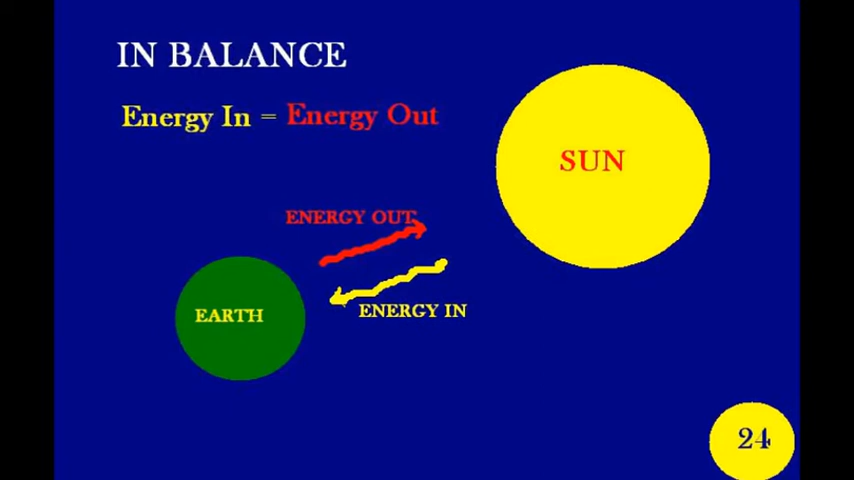 IN BALANCE
Energy In = Energy Out
SUN
ENERGY OUT
EARTH
ENERGY IN
24